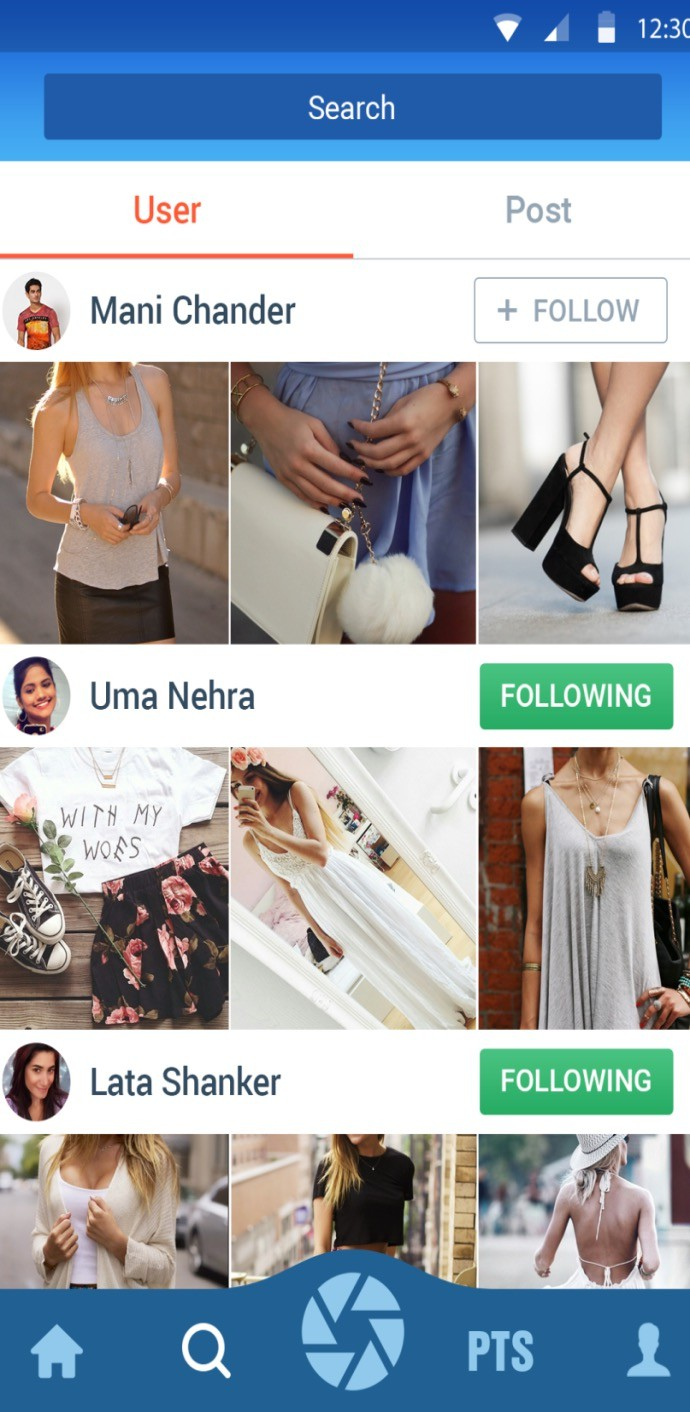 12:30
Search
User Post
Mani Chander + FOLLOW
Uma Nehra FOLLOWING
WITH MY
WOES
Lata Shanker FOLLOWING
PTS